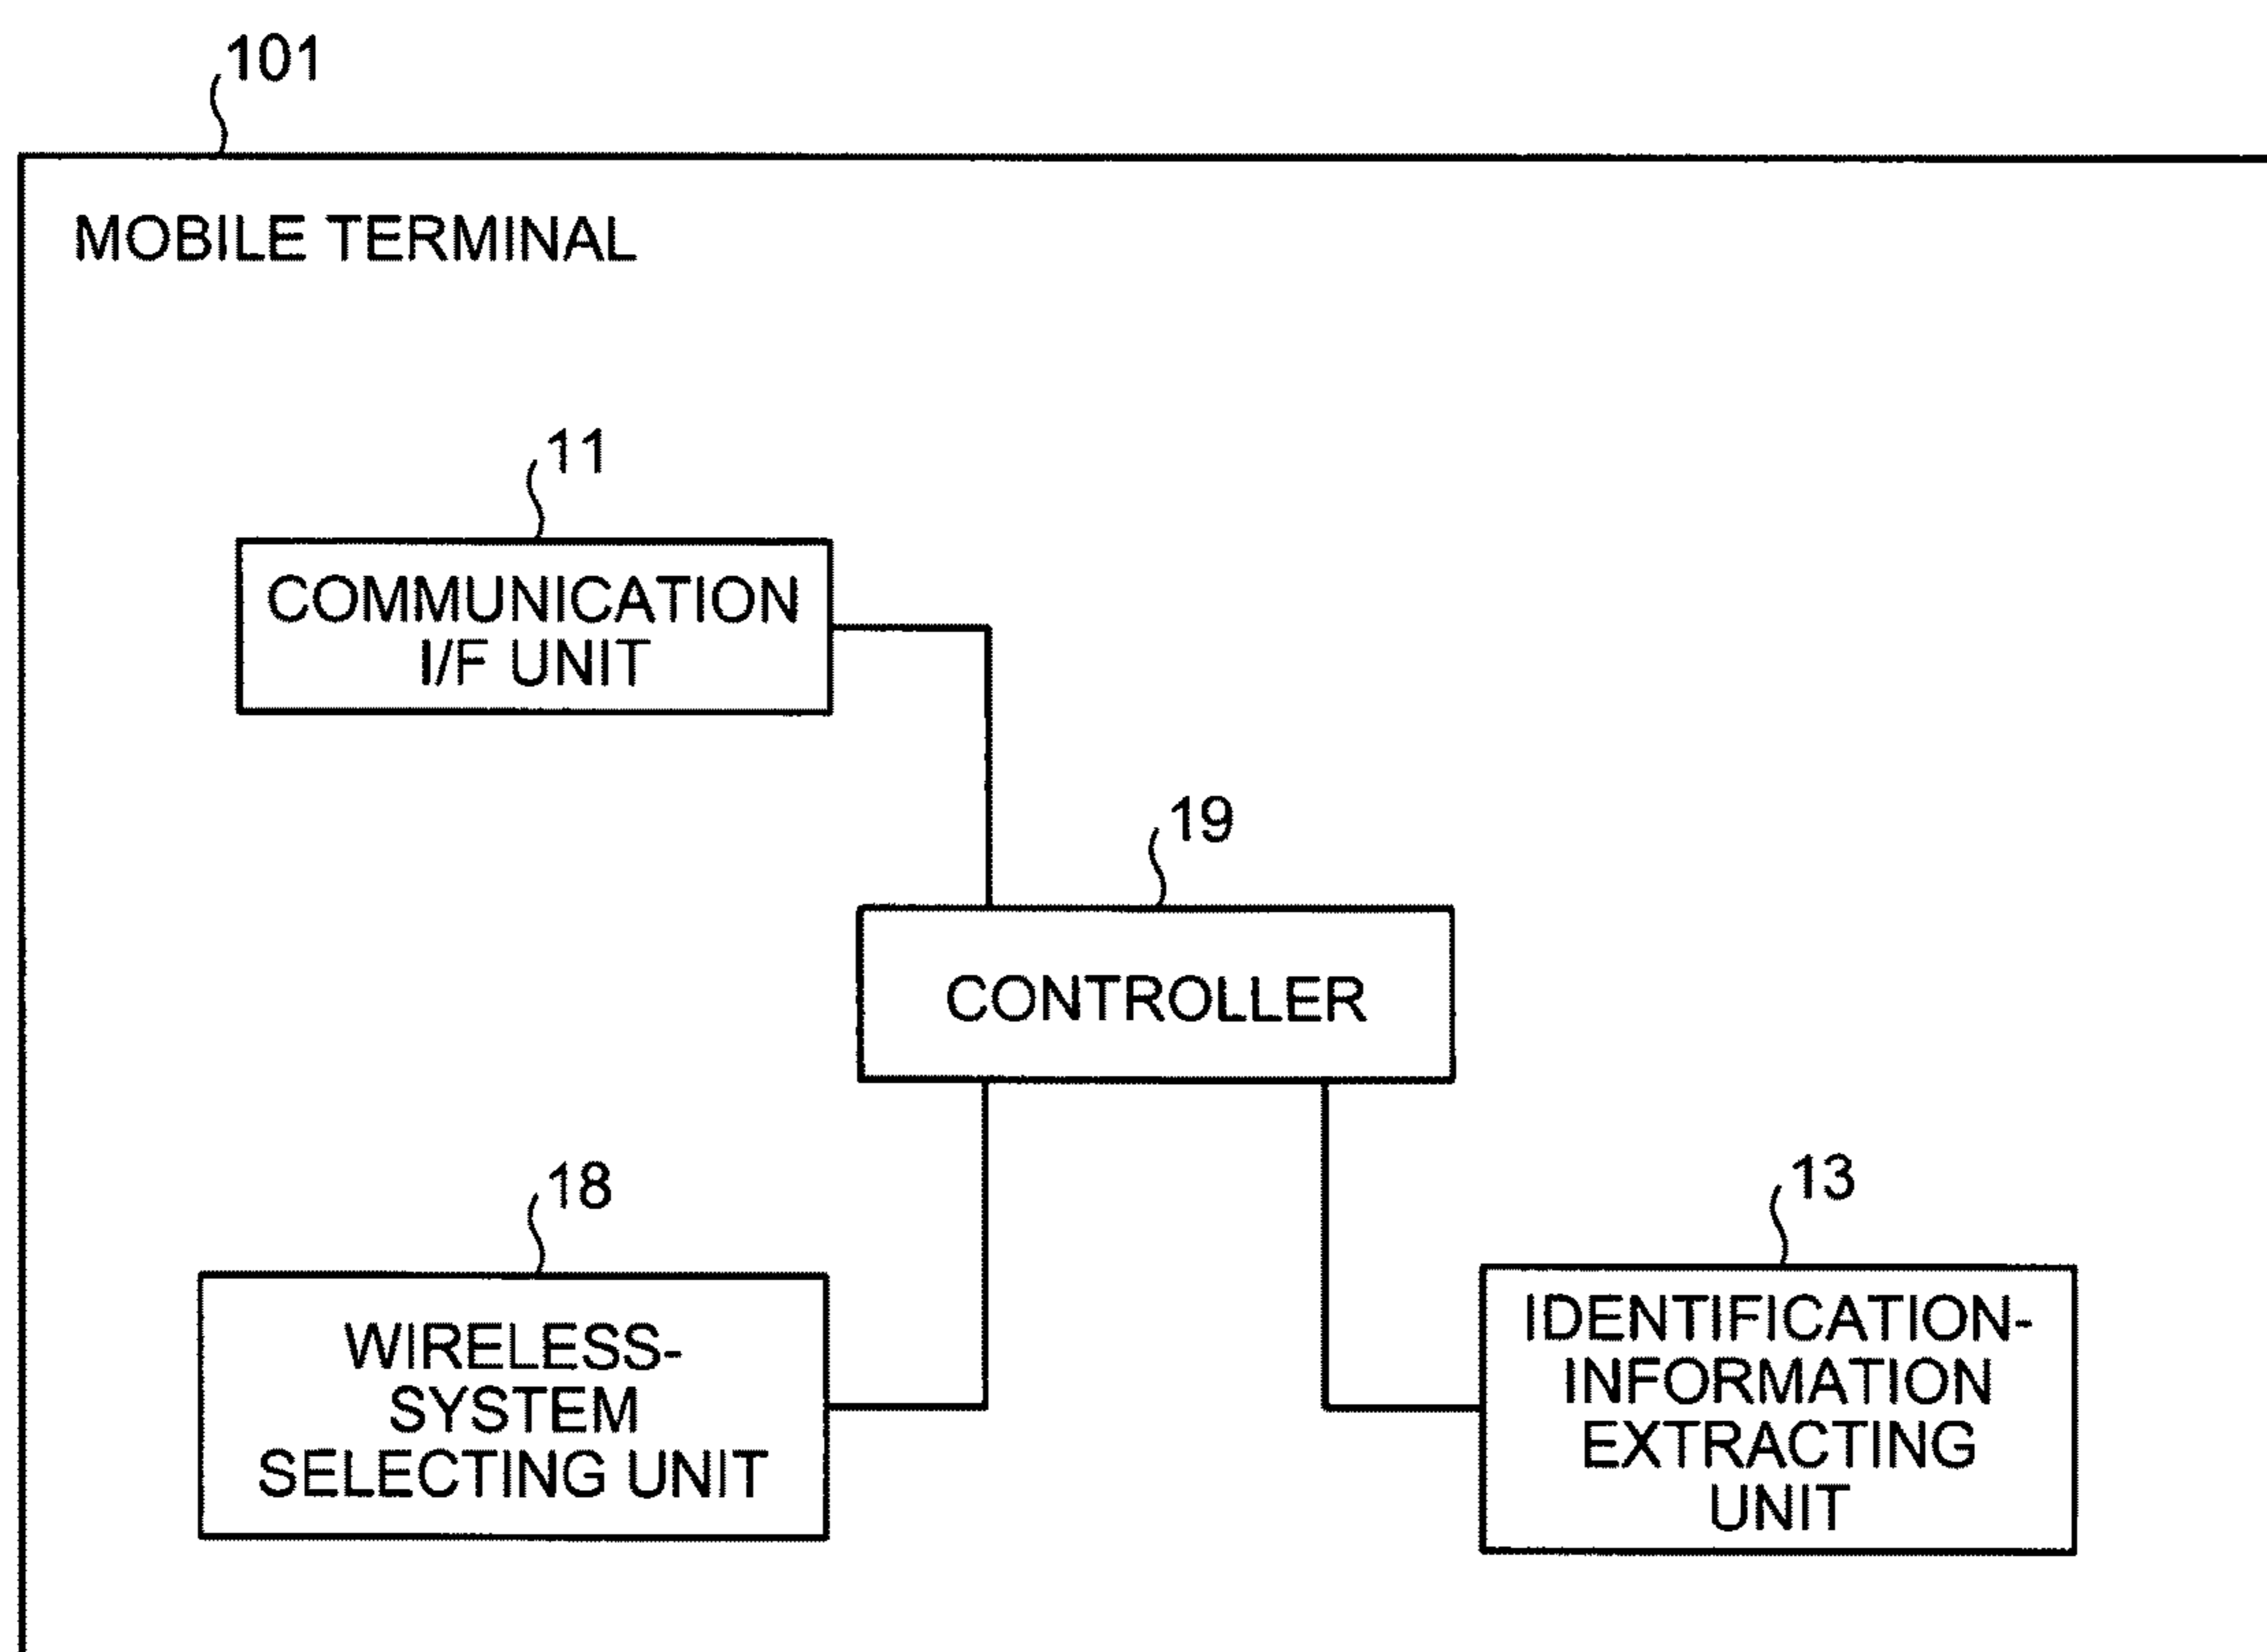 101
MOBILE TERMINAL
11
COMMUNICATION
I/F UNIT
19
CONTROLLER
18
WIRELESS-
SYSTEM
SELECTING UNIT
13
IDENTIFICATION-
INFORMATION
EXTRACTING
UNIT